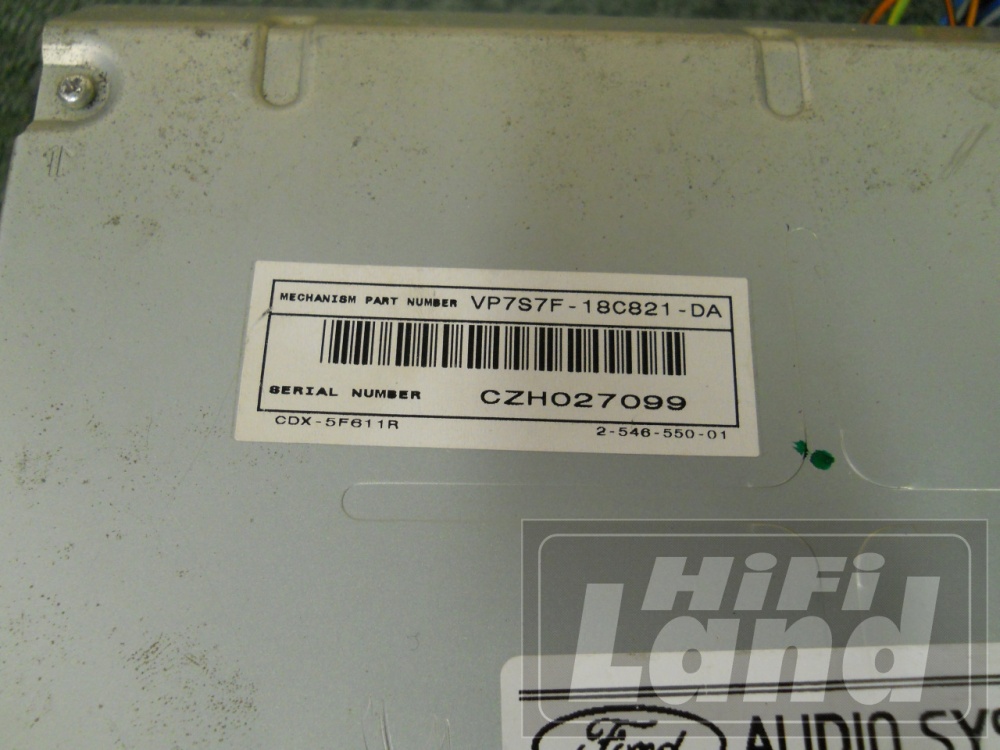 MECHANISM PART NUMBER VP7S7F-18C821-DA
SERIAL NUMBER CZH027099
CDX-5F611R 2-546-550-01
HiFi
Land
Ford AUDIO SYS